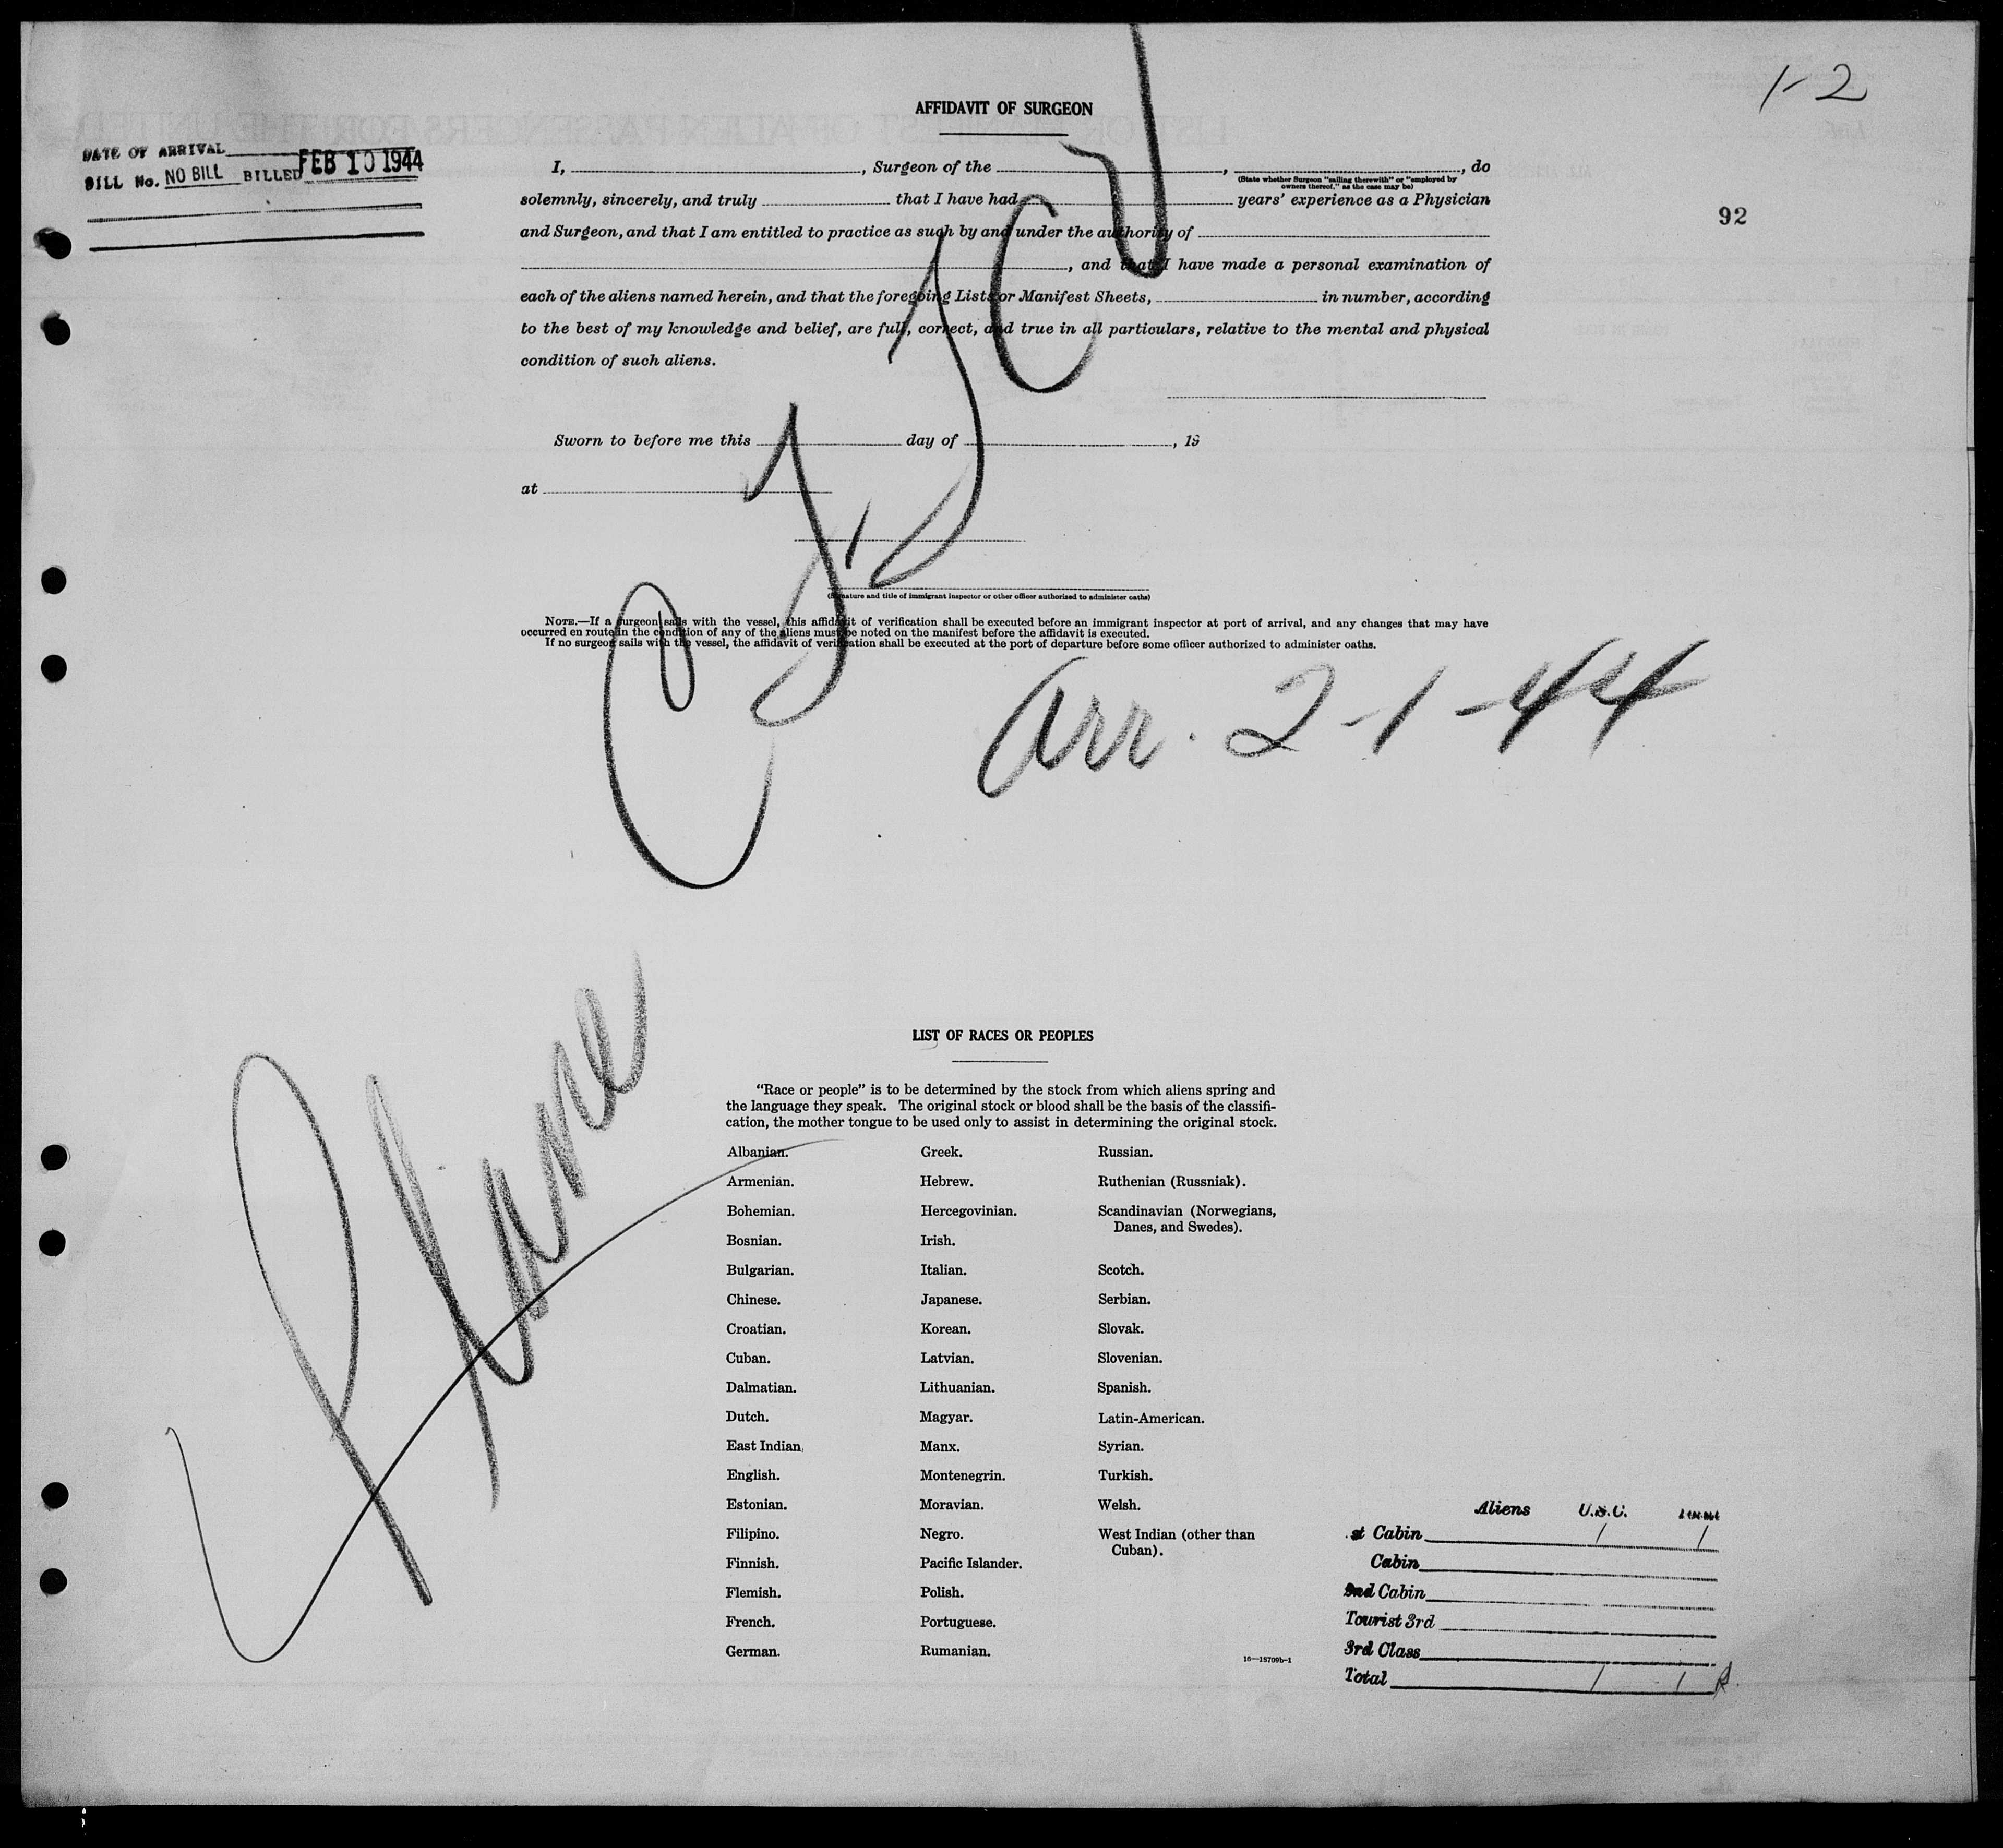 1-2
AFFIDAVIT OF SURGEON
DATE OF ARRIVAL
BILL No. NO BILL BILLED FEB 10 1944
92
I, , Surgeon of the , , do
(State whether Surgeon "sailing therewith" or "employed by
owners thereof," as the case may be)
solemnly, sincerely, and truly that I have had years' experience as a Physician
and Surgeon, and that I am entitled to practice as such by and under the authority of
, and that I have made a personal examination of
each of the aliens named herein, and that the foregoing Lists or Manifest Sheets, in number, according
to the best of my knowledge and belief, are full, correct, and true in all particulars, relative to the mental and physical
condition of such aliens.
Sworn to before me this day of , 19
at
(Signature and title of immigrant inspector or other officer authorized to administer oaths)
NOTE.—If a surgeon sails with the vessel, this affidavit of verification shall be executed before an immigrant inspector at port of arrival, and any changes that may have
occurred en route in the condition of any of the aliens must be noted on the manifest before the affidavit is executed.
If no surgeon sails with the vessel, the affidavit of verification shall be executed at the port of departure before some officer authorized to administer oaths.
Arr. 2-1-44
Plane
LIST OF RACES OR PEOPLES
"Race or people" is to be determined by the stock from which aliens spring and
the language they speak. The original stock or blood shall be the basis of the classifi-
cation, the mother tongue to be used only to assist in determining the original stock.
Albanian. Greek. Russian.
Armenian. Hebrew. Ruthenian (Russniak).
Bohemian. Hercegovinian. Scandinavian (Norwegians,
Danes, and Swedes).
Bosnian. Irish.
Bulgarian. Italian. Scotch.
Chinese. Japanese. Serbian.
Croatian. Korean. Slovak.
Cuban. Latvian. Slovenian.
Dalmatian. Lithuanian. Spanish.
Dutch. Magyar. Latin-American.
East Indian. Manx. Syrian.
English. Montenegrin. Turkish.
Estonian. Moravian. Welsh.
Filipino. Negro. West Indian (other than
Cuban).
Finnish. Pacific Islander.
Flemish. Polish.
French. Portuguese.
German. Rumanian.
16—15709b-1
Aliens U.S.C. Total
st Cabin 1 1
Cabin
2nd Cabin
Tourist 3rd
3rd Class
Total 1 1